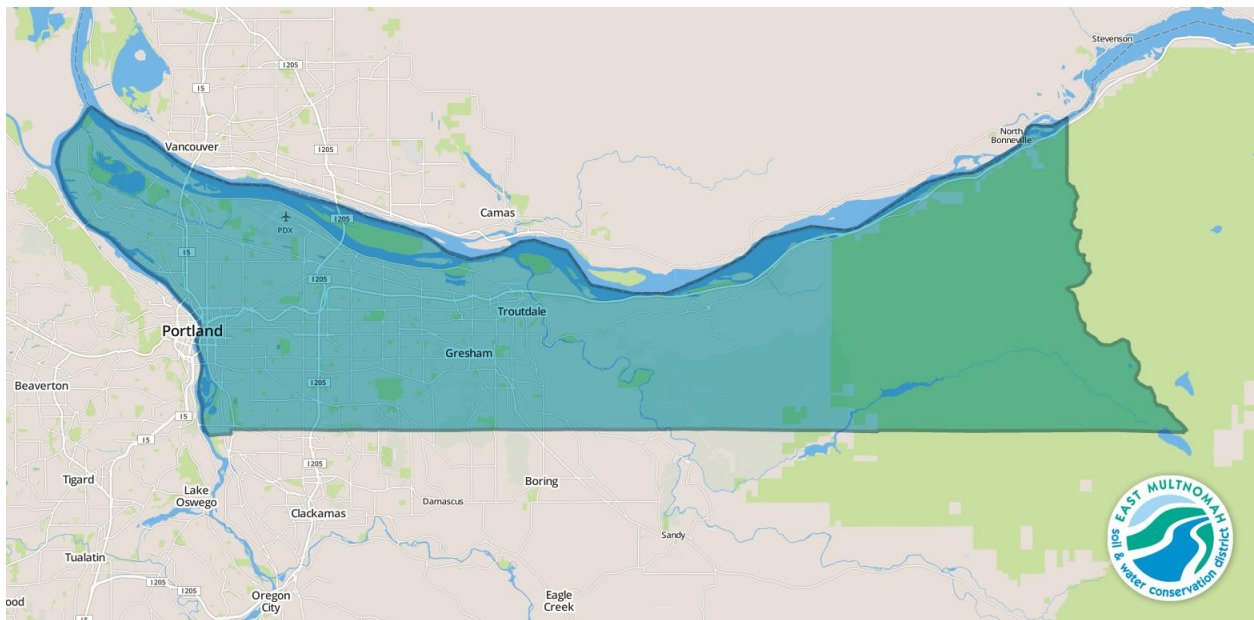 Stevenson
I205
I5
Vancouver
North
Bonneville
I205
Camas
I205
PDX
I5
I205
Troutdale
Portland
Gresham
Beaverton
I205
I5
I5
Tigard
I205
Lake
Oswego
Boring
Damascus
Clackamas
Sandy
Tualatin
I205
I205
ood
Oregon
City
Eagle
Creek
EAST MULTNOMAH
soil & water conservation district